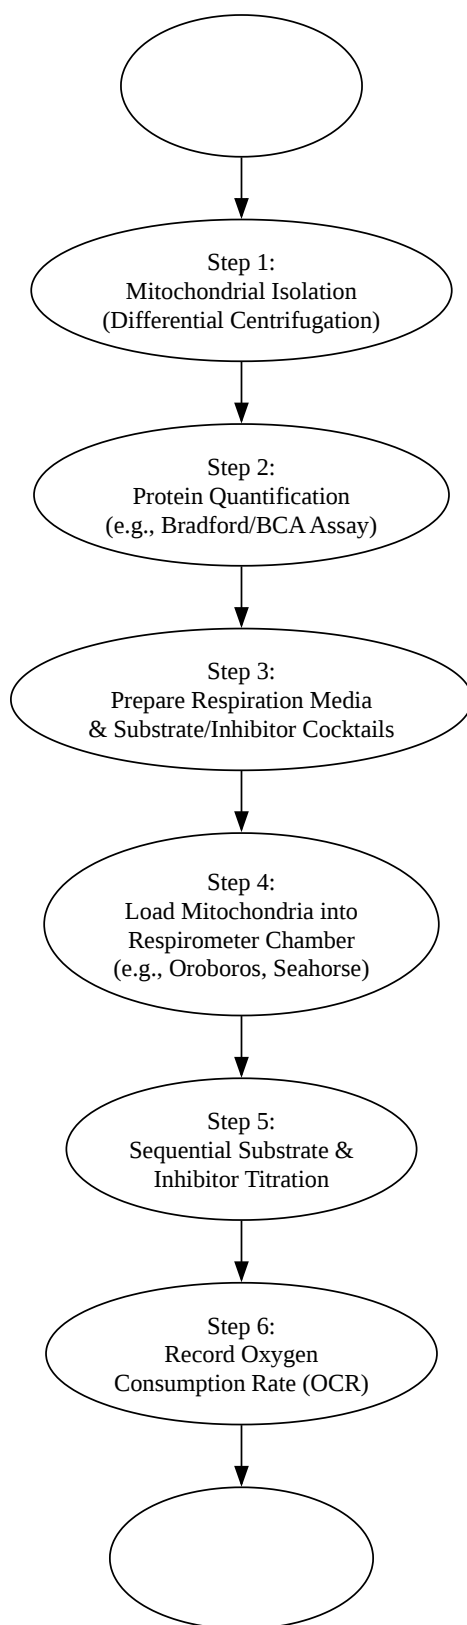 Step 1:
Mitochondrial Isolation
(Differential Centrifugation)
Step 2:
Protein Quantification
(e.g., Bradford/BCA Assay)
Step 3:
Prepare Respiration Media
& Substrate/Inhibitor Cocktails
Step 4:
Load Mitochondria into
Respirometer Chamber
(e.g., Oroboros, Seahorse)
Step 5:
Sequential Substrate &
Inhibitor Titration
Step 6:
Record Oxygen
Consumption Rate (OCR)